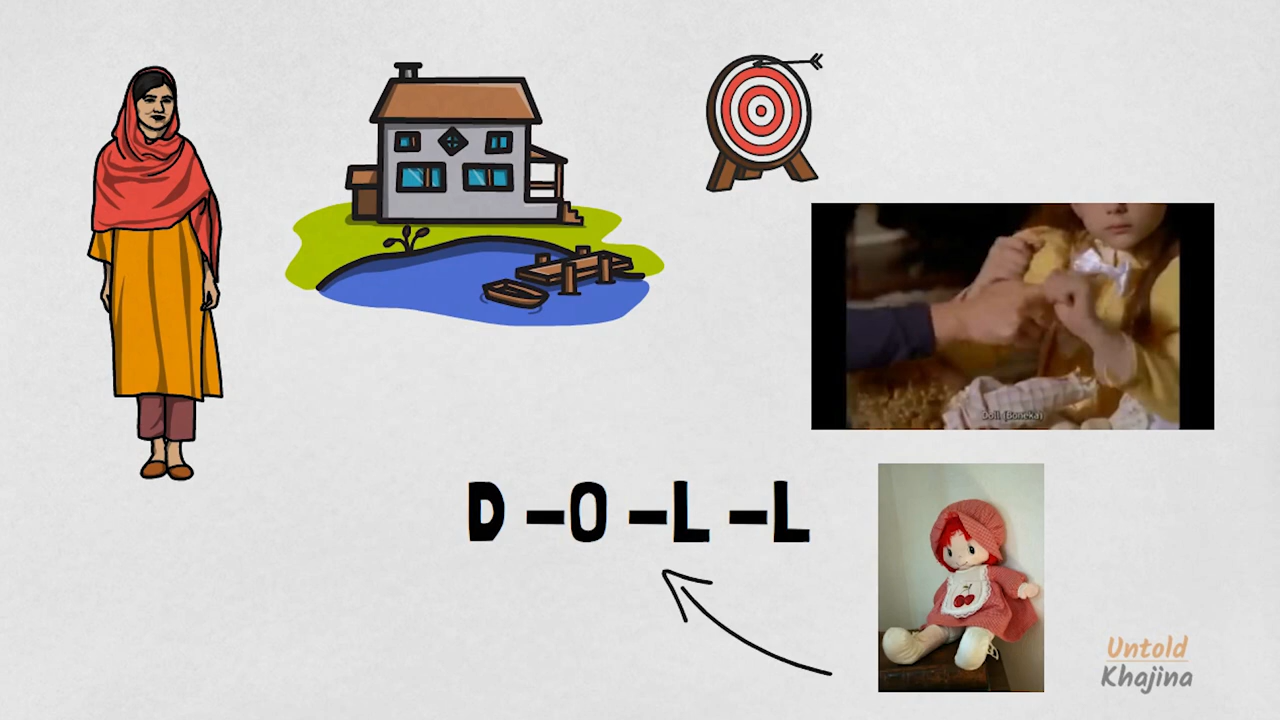 Doll (Boneka)
D – O – L – L
Untold
Khajina